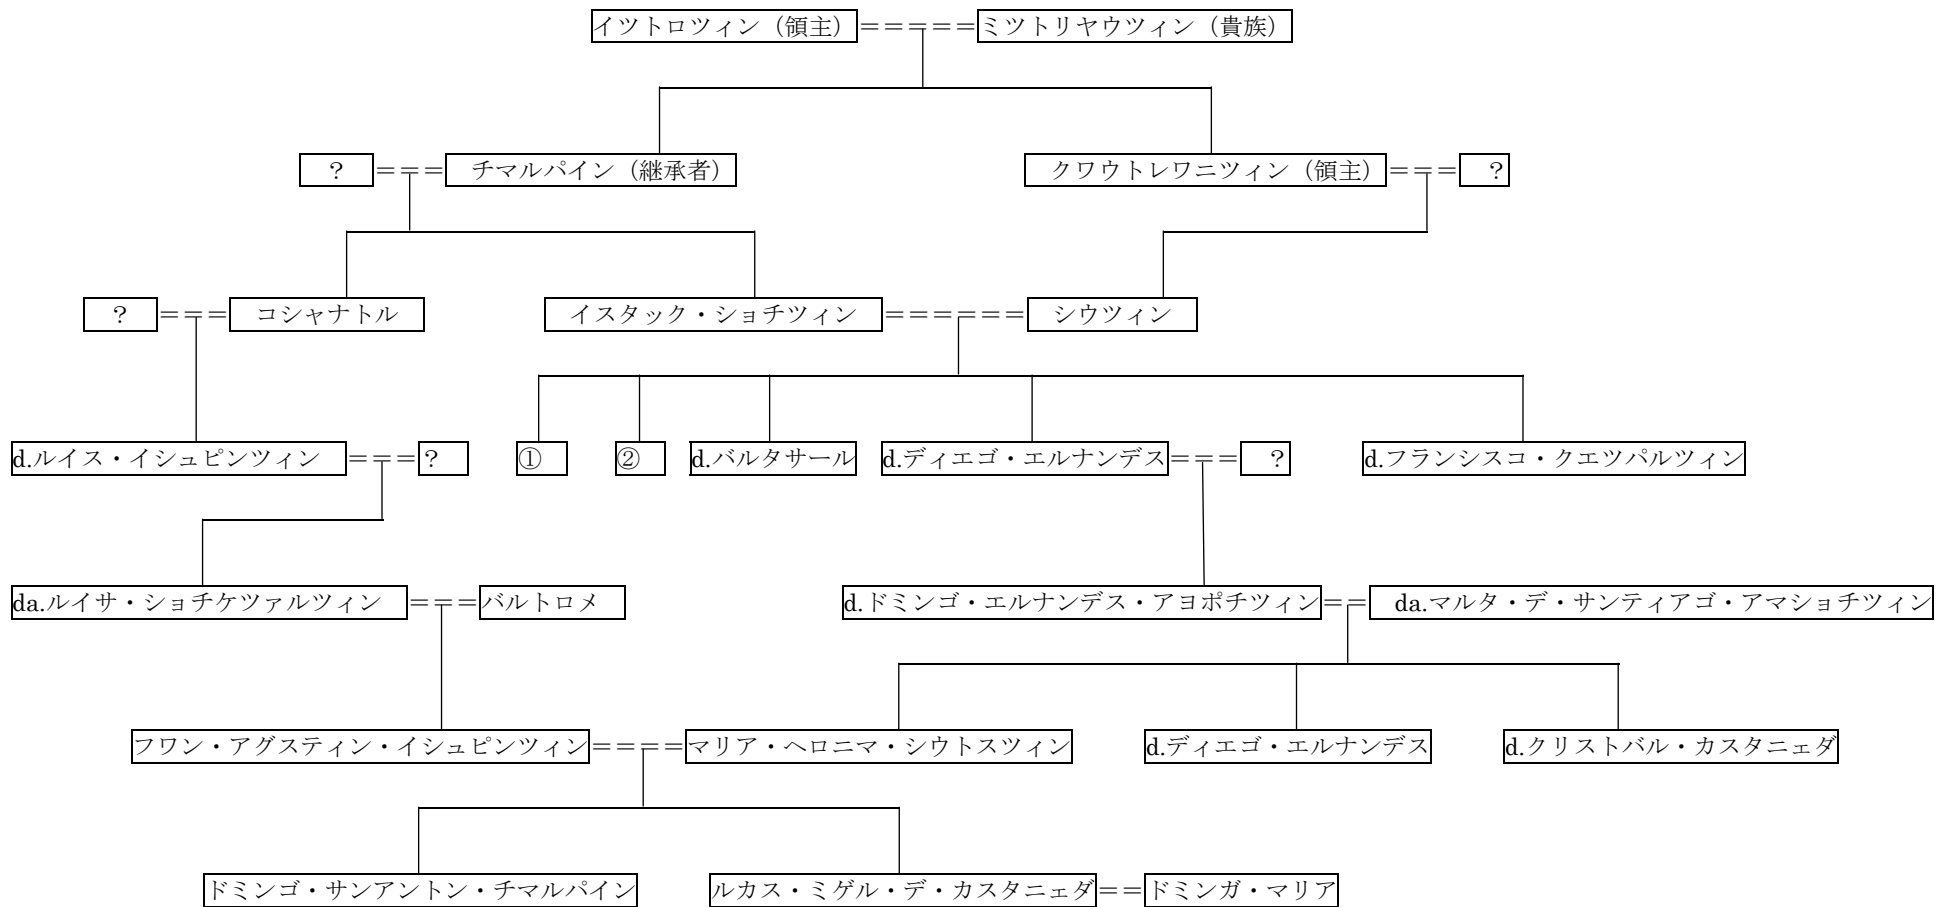 イツトロツィン（領主）＝＝＝＝＝ミツトリヤウツィン（貴族）
？＝＝＝チマルパイン（継承者） クワウトレワニツィン（領主）＝＝＝？
？＝＝＝コシャナトル イスタック・ショチツィン＝＝＝＝＝＝シウツィン
d.ルイス・イシュピンツィン＝＝＝？ ① ② d.バルタサール d.ディエゴ・エルナンデス＝＝＝？ d.フランシスコ・クエツパルツィン
da.ルイサ・ショチケツァルツィン＝＝＝バルトロメ d.ドミンゴ・エルナンデス・アヨポチツィン＝＝da.マルタ・デ・サンティアゴ・アマショチツィン
フワン・アグスティン・イシュピンツィン＝＝＝＝マリア・ヘロニマ・シウトスツィン d.ディエゴ・エルナンデス d.クリストバル・カスタニェダ
ドミンゴ・サンアントン・チマルパイン ルカス・ミゲル・デ・カスタニェダ＝＝ドミンガ・マリア